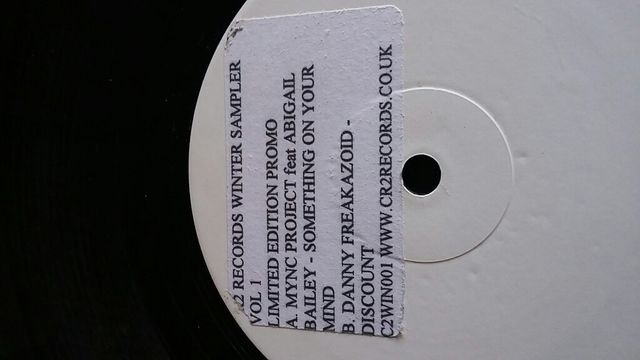 R2 RECORDS WINTER SAMPLER
VOL 1
LIMITED EDITION PROMO
A. MYNC PROJECT feat ABIGAIL
BAILEY - SOMETHING ON YOUR
MIND
B. DANNY FREAKAZOID -
DISCOUNT
C2WIN001 WWW.CR2RECORDS.CO.UK